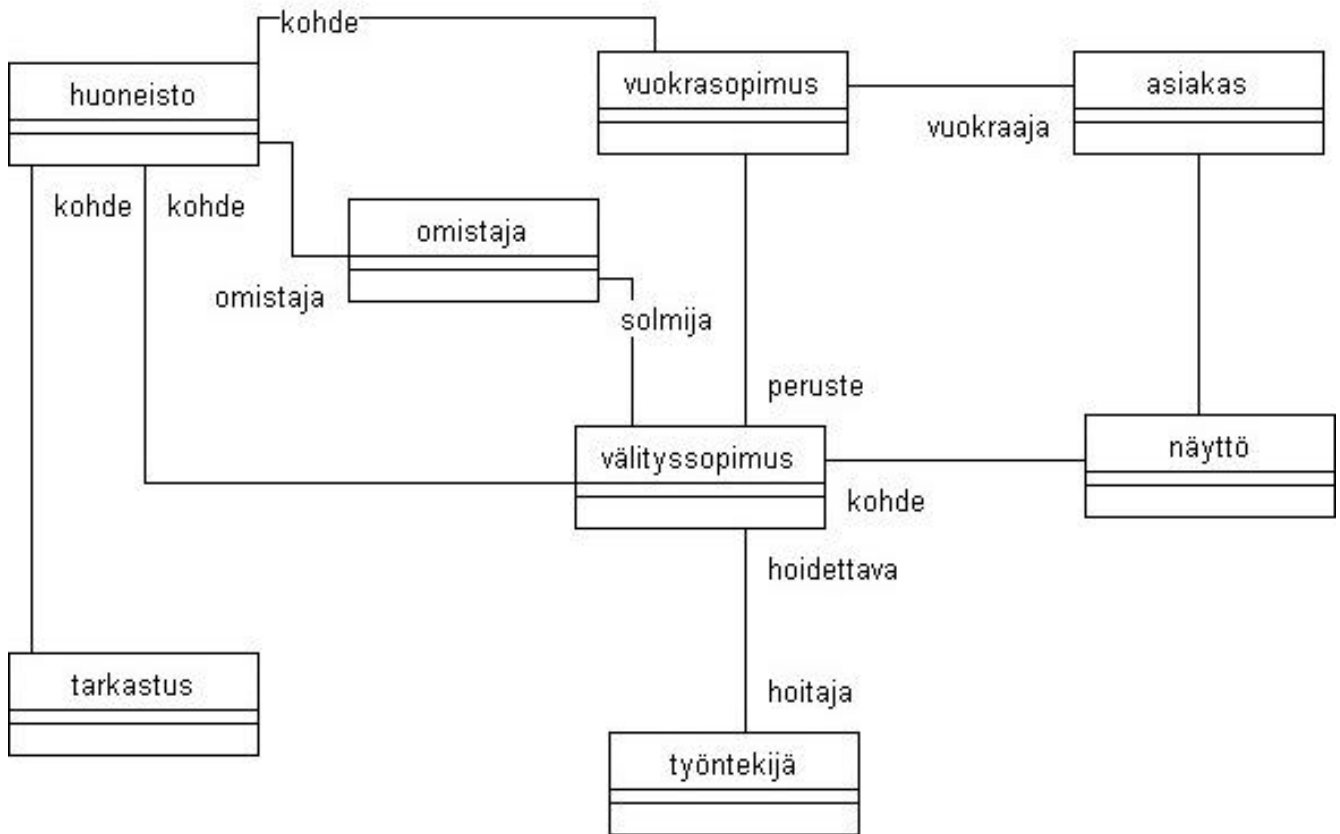 kohde
huoneisto
vuokrasopimus
asiakas
vuokraaja
kohde
kohde
omistaja
omistaja
solmija
peruste
välityssopimus
näyttö
kohde
hoidettava
tarkastus
hoitaja
työntekijä